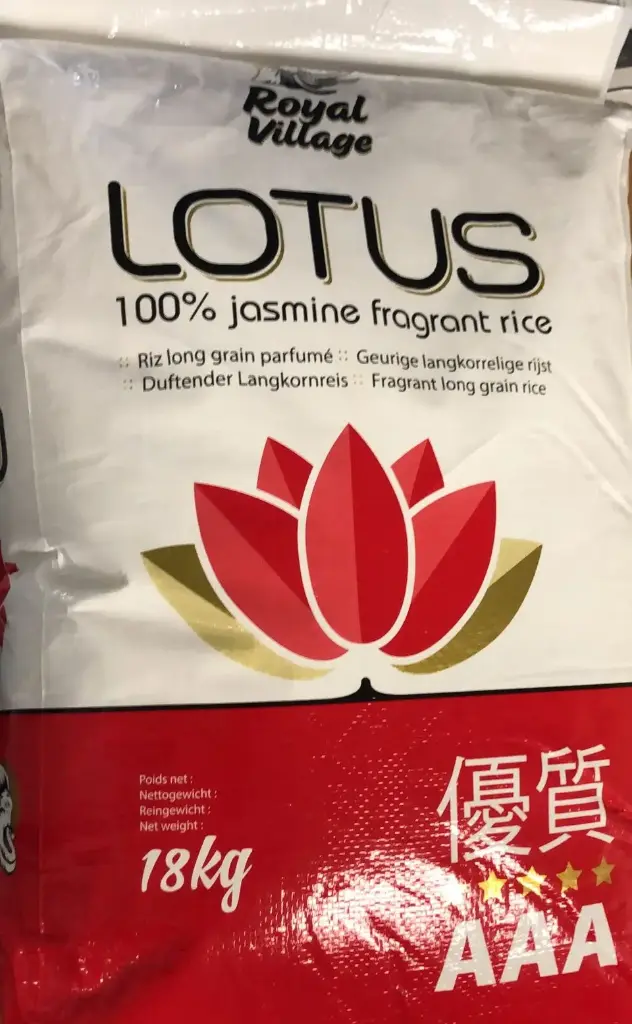 Royal
Village
LOTUS
100% jasmine fragrant rice
:: Riz long grain parfumé :: Geurige langkorrelige rijst
:: Duftender Langkornreis :: Fragrant long grain rice
Poids net :
Nettogewicht :
Reingewicht :
Net weight :
18kg
優質
AAA